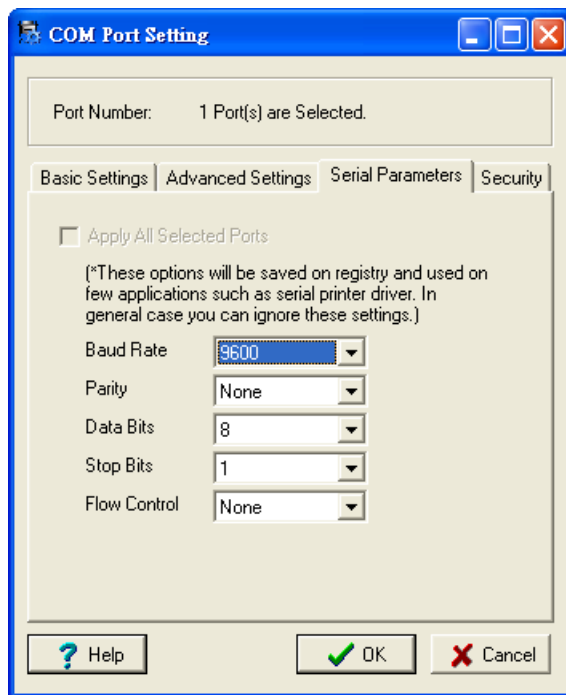 COM Port Setting
Port Number: 1 Port(s) are Selected.
Basic Settings Advanced Settings Serial Parameters Security
Apply All Selected Ports
(*These options will be saved on registry and used on
few applications such as serial printer driver. In
general case you can ignore these settings.)
Baud Rate 9600
Parity None
Data Bits 8
Stop Bits 1
Flow Control None
? Help OK Cancel